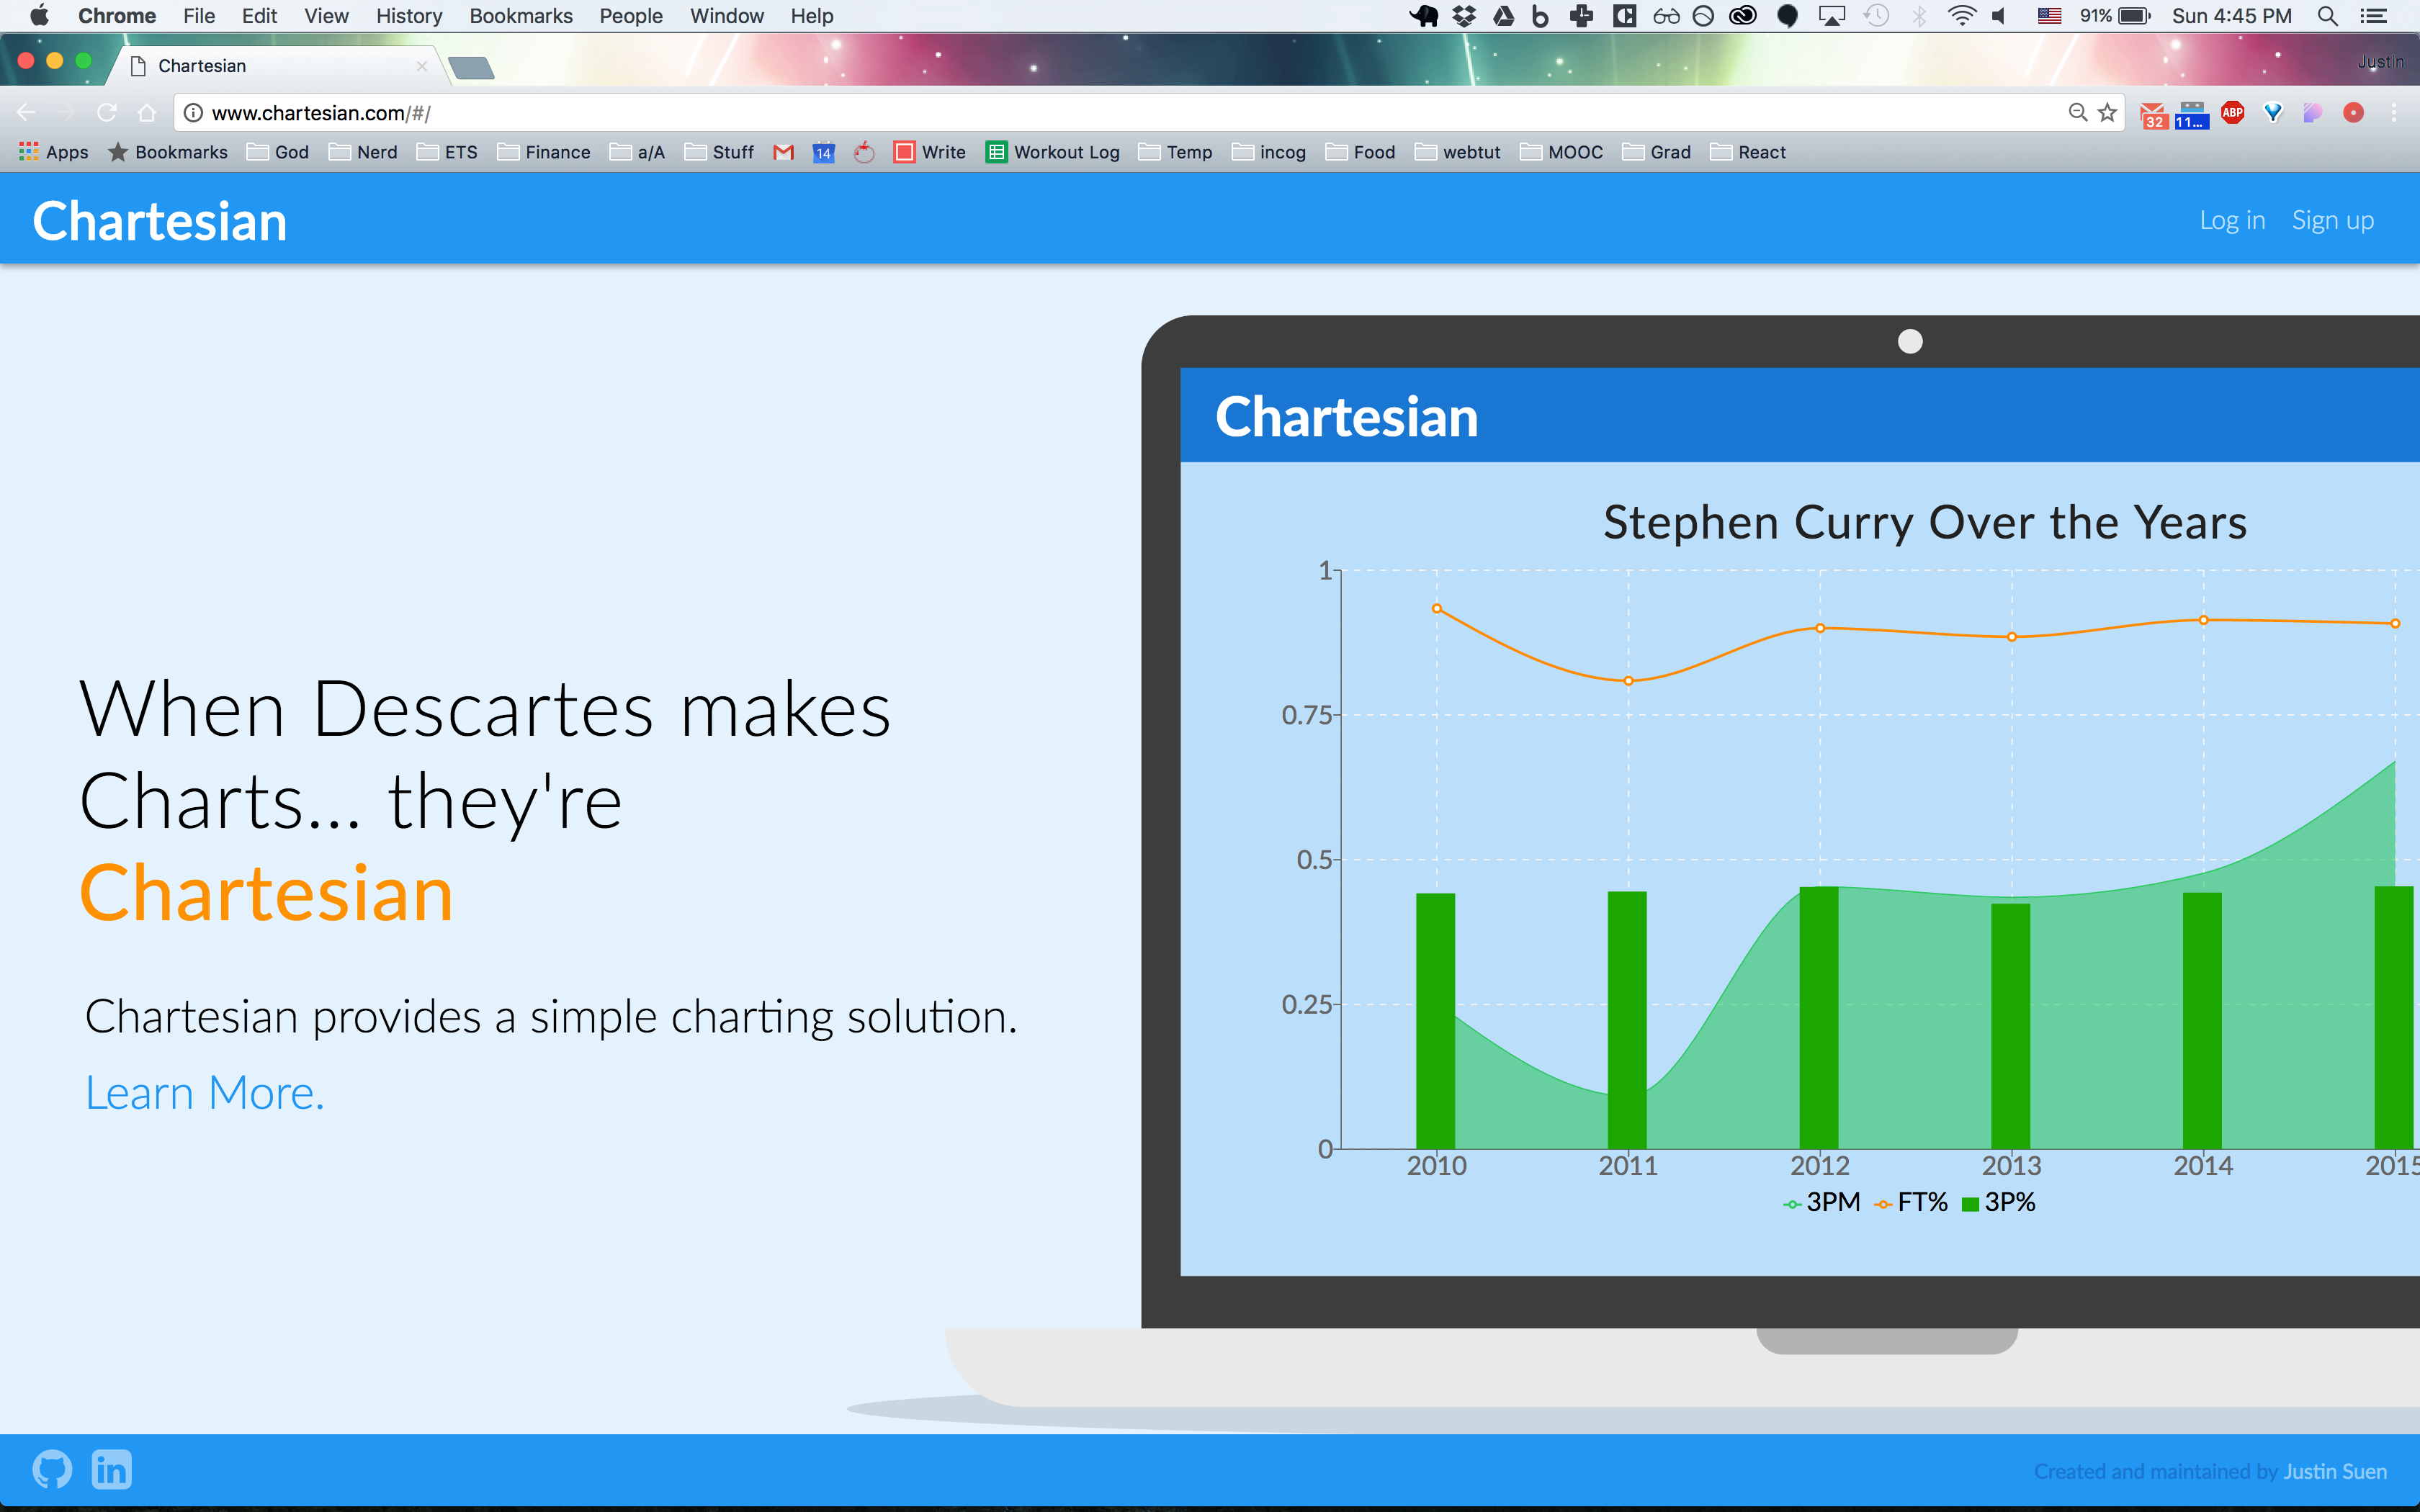 Chrome File Edit View History Bookmarks People Window Help 91% Sun 4:45 PM
Chartesian
Justin
www.chartesian.com/#/
32 11... ABP
Apps Bookmarks God Nerd ETS Finance a/A Stuff 14 Write Workout Log Temp incog Food webtut MOOC Grad React
Chartesian Log in Sign up
When Descartes makes
Charts... they're
Chartesian
Chartesian provides a simple charting solution.
Learn More.
Chartesian
Stephen Curry Over the Years
1
0.75
0.5
0.25
0
2010 2011 2012 2013 2014 2015
3PM FT% 3P%
in
Created and maintained by Justin Suen